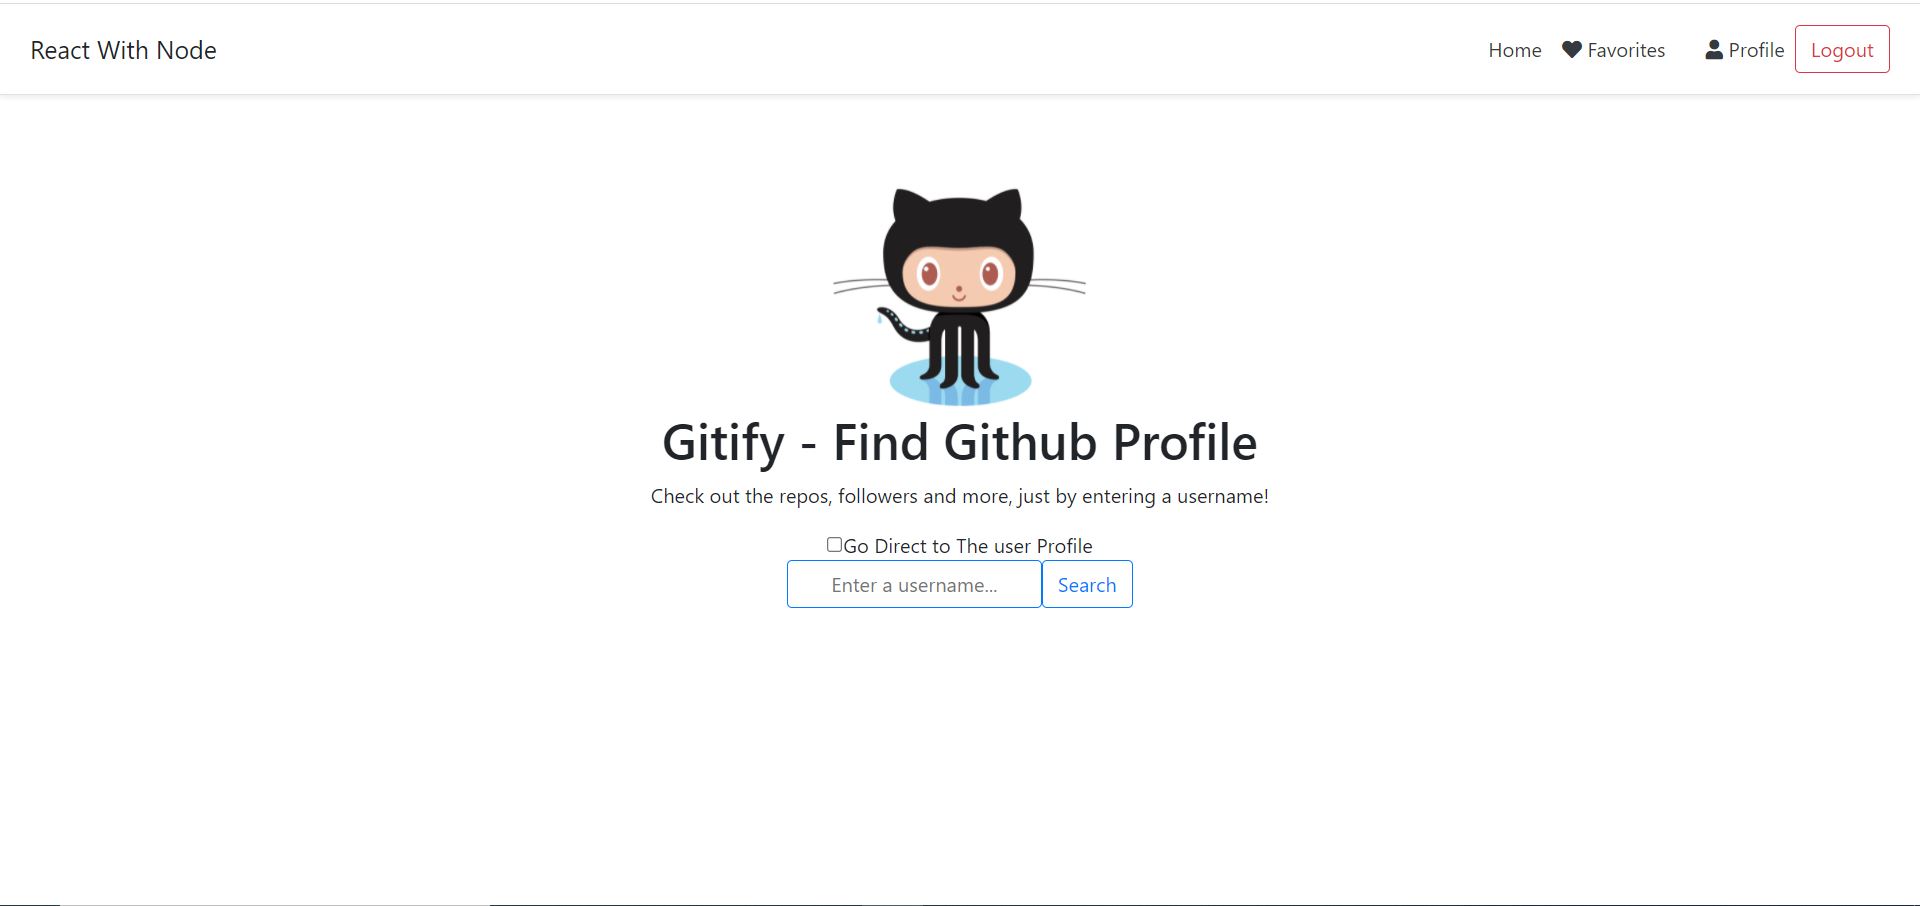 React With Node
Home Favorites Profile Logout
Gitify - Find Github Profile
Check out the repos, followers and more, just by entering a username!
Go Direct to The user Profile
Enter a username... Search